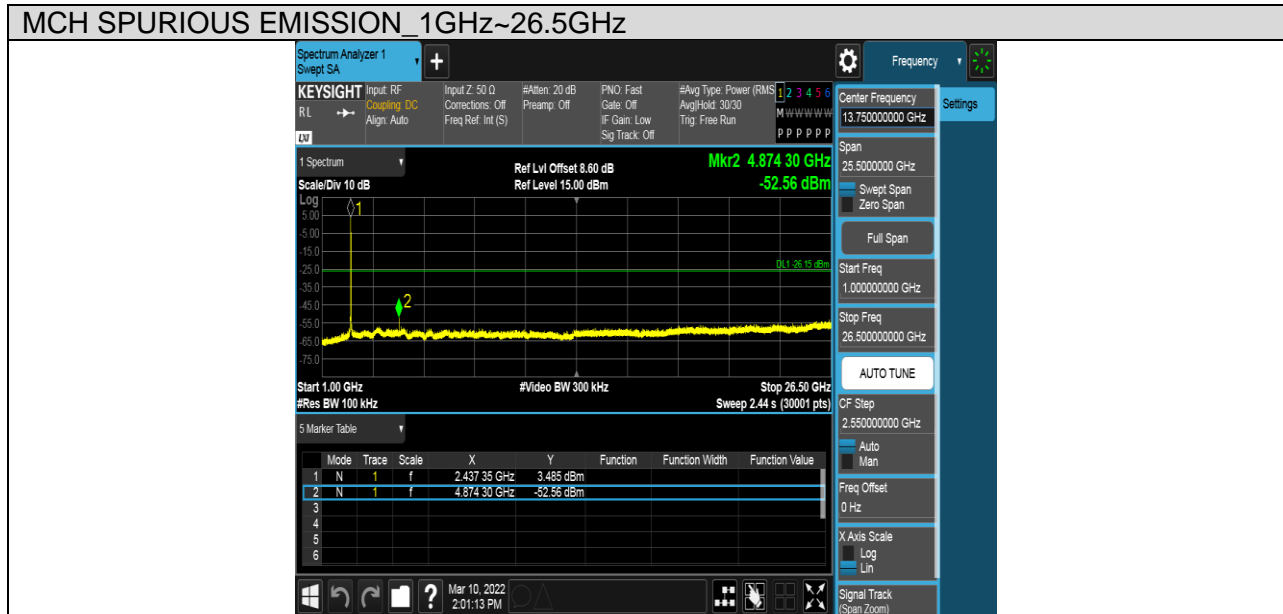 MCH SPURIOUS EMISSION_1GHz~26.5GHz
Spectrum Analyzer 1
Swept SA
Frequency
KEYSIGHT Input: RF Input Z: 50 Ω #Atten: 20 dB PNO: Fast #Avg Type: Power (RMS 1 2 3 4 5 6
RL Coupling: DC Corrections: Off Preamp: Off Gate: Off Avg|Hold: 30/30 M W W W W W
Align: Auto Freq Ref: Int (S) IF Gain: Low Trig: Free Run
LXI Sig Track: Off P P P P P P
Center Frequency
13.750000000 GHz
Settings
1 Spectrum
Ref Lvl Offset 8.60 dB
Mkr2 4.874 30 GHz
Scale/Div 10 dB
Ref Level 15.00 dBm
-52.56 dBm
Span
25.5000000 GHz
Swept Span
Zero Span
Full Span
Start Freq
1.000000000 GHz
Stop Freq
26.500000000 GHz
AUTO TUNE
CF Step
2.550000000 GHz
Auto
Man
Freq Offset
0 Hz
X Axis Scale
Log
Lin
Signal Track
(Span Zoom)
Log
1
5.00
-5.00
-15.0
-25.0
DL1 -26.15 dBm
-35.0
-45.0
2
-55.0
-65.0
-75.0
Start 1.00 GHz #Video BW 300 kHz Stop 26.50 GHz
#Res BW 100 kHz Sweep 2.44 s (30001 pts)
5 Marker Table
Mode Trace Scale X Y Function Function Width Function Value
1 N 1 f 2.437 35 GHz 3.485 dBm
2 N 1 f 4.874 30 GHz -52.56 dBm
3
4
5
6
?
Mar 10, 2022
2:01:13 PM